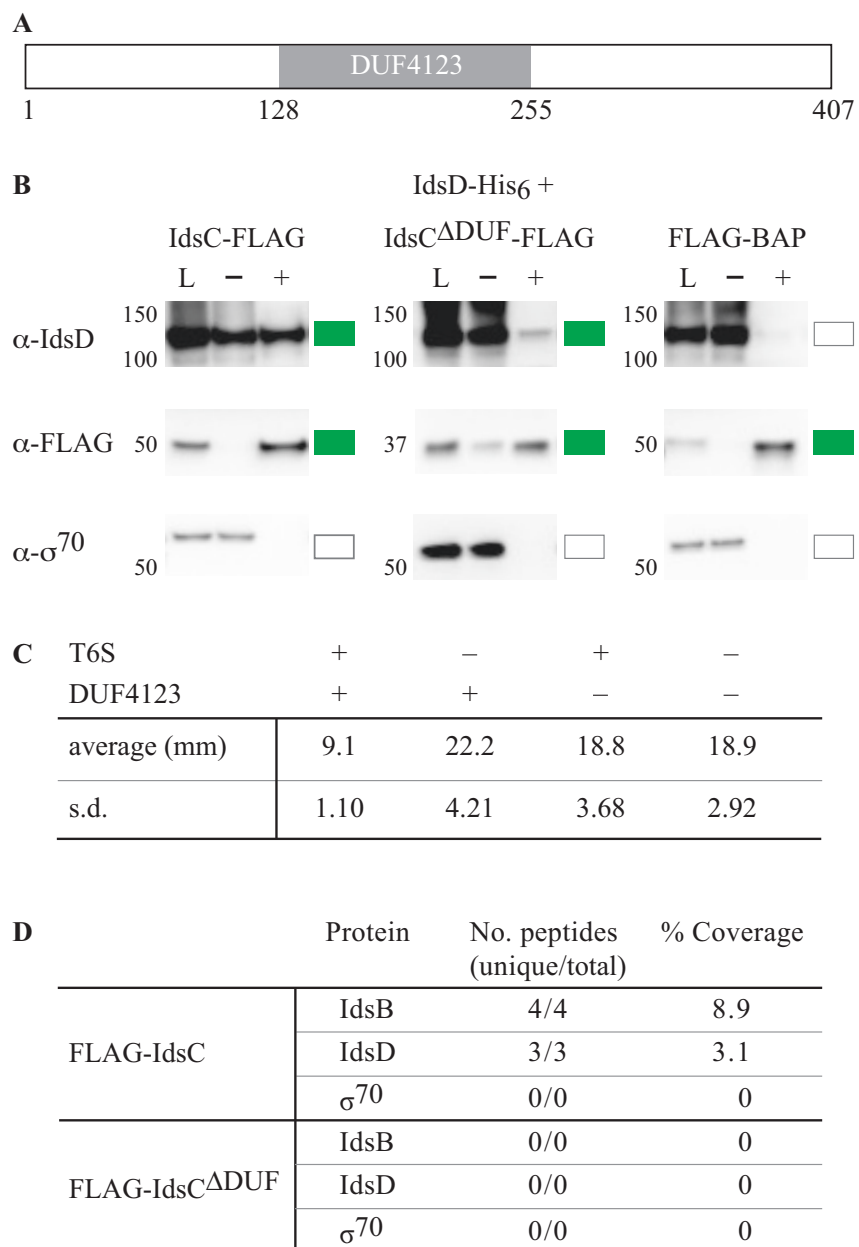 A
DUF4123
1 128 255 407
B
IdsD-His6 +
IdsC-FLAG IdsCΔDUF-FLAG FLAG-BAP
L – + L – + L – +
α-IdsD 150 100 150 100 150 100
α-FLAG 50 37 50
α-σ70 50 50 50
C T6S + – + –
DUF4123 + + – –
average (mm) 9.1 22.2 18.8 18.9
s.d. 1.10 4.21 3.68 2.92
D Protein No. peptides % Coverage
(unique/total)
IdsB 4/4 8.9
FLAG-IdsC IdsD 3/3 3.1
σ70 0/0 0
IdsB 0/0 0
FLAG-IdsCΔDUF IdsD 0/0 0
σ70 0/0 0